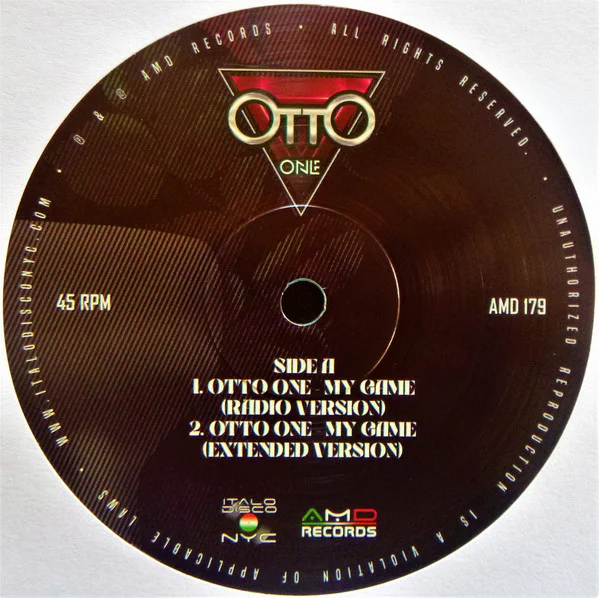 ℗ & © AMD RECORDS • ALL RIGHTS RESERVED. • UNAUTHORIZED REPRODUCTION IS A VIOLATION OF APPLICABLE LAWS • WWW.ITALODISCONYC.COM •
OTTO
ONE
45 RPM
AMD 179
SIDE A
1. OTTO ONE - MY GAME
(RADIO VERSION)
2. OTTO ONE - MY GAME
(EXTENDED VERSION)
ITALO
DISCO
NYC
AMD
RECORDS